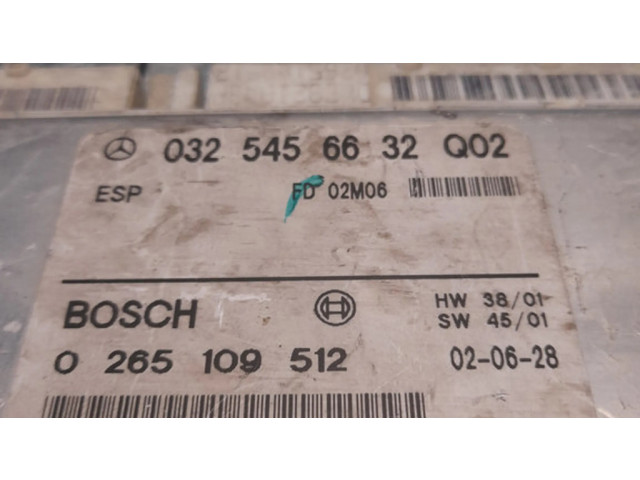 032 545 66 32 Q02
ESP FD 02M06
BOSCH HW 38/01
SW 45/01
0 265 109 512 02-06-28